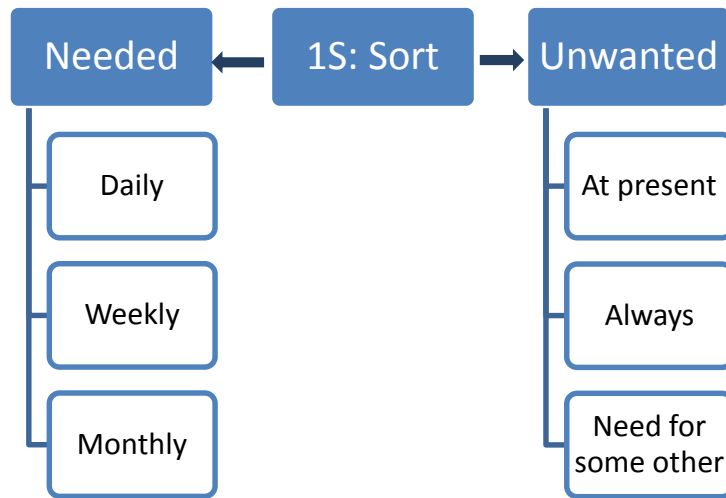 Needed
1S: Sort
Unwanted
Daily
Weekly
Monthly
At present
Always
Need for
some other